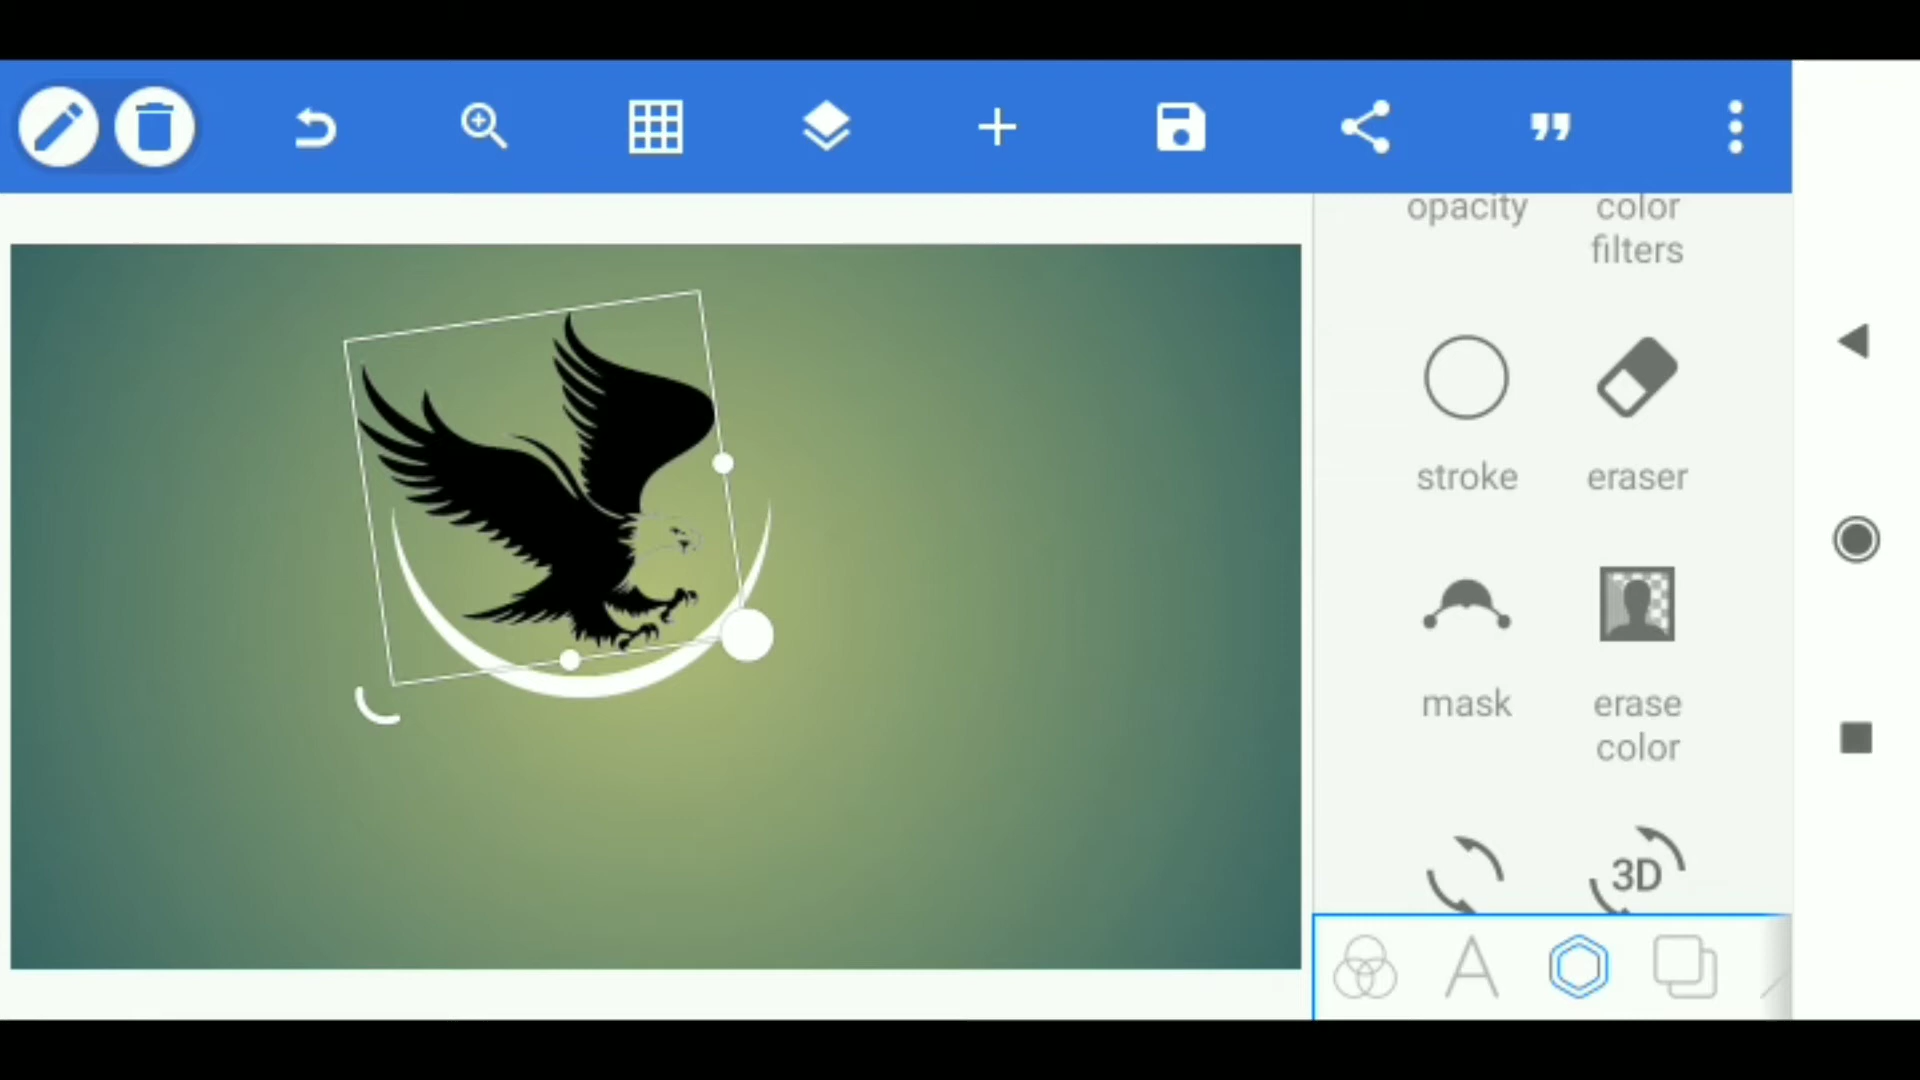 opacity
color
filters
stroke
eraser
mask
erase
color
3D
A